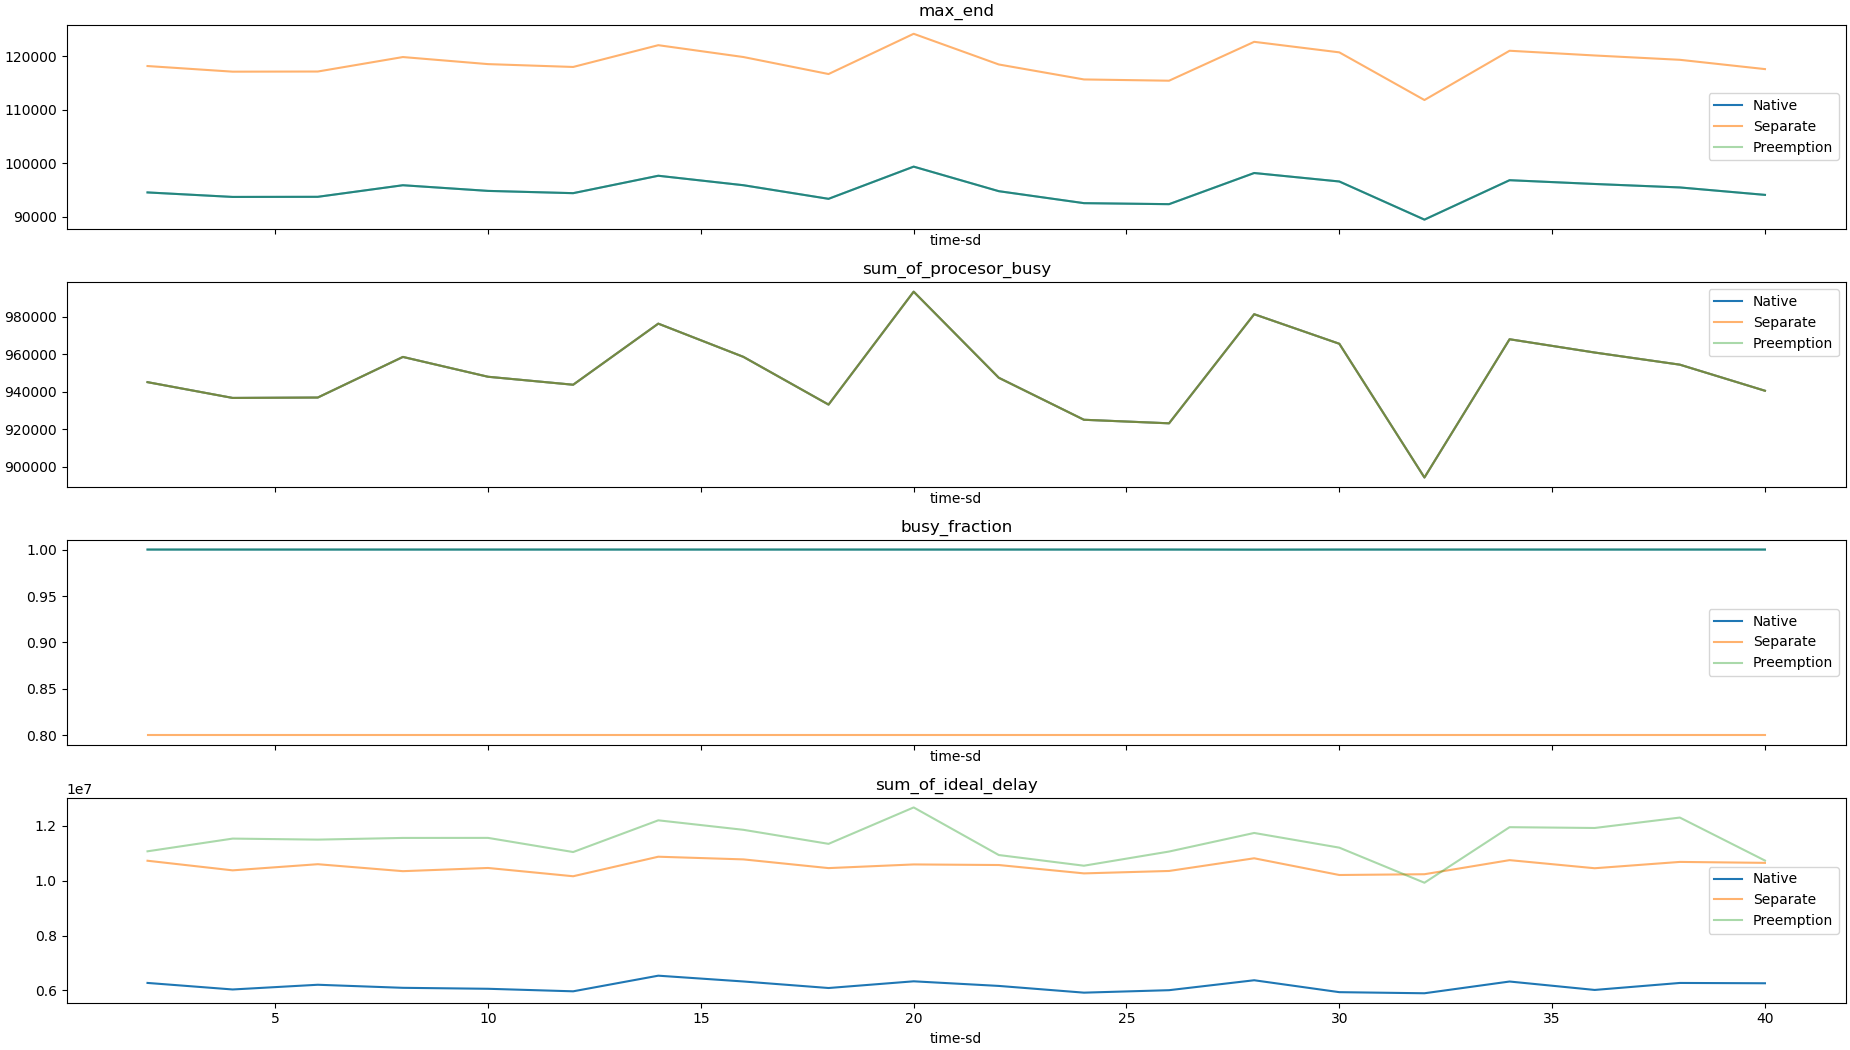 max_end
120000
110000
100000
90000
Native
Separate
Preemption
time-sd
sum_of_procesor_busy
980000
960000
940000
920000
900000
Native
Separate
Preemption
time-sd
busy_fraction
1.00
0.95
0.90
0.85
0.80
Native
Separate
Preemption
time-sd
sum_of_ideal_delay
1e7
1.2
1.0
0.8
0.6
Native
Separate
Preemption
5 10 15 20 25 30 35 40
time-sd